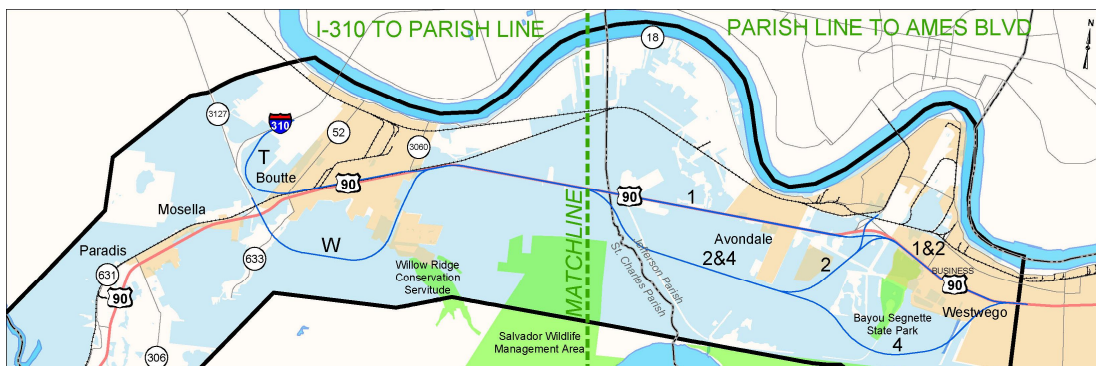 I-310 TO PARISH LINE
PARISH LINE TO AMES BLVD
N
18
3127
310
52
3060
T
Boutte
90
90
1
MATCHLINE
Mosella
W
Avondale
2&4
2
1&2
Paradis
631
633
90
Jefferson Parish
St. Charles Parish
Willow Ridge
Conservation
Servitude
BUSINESS
90
Westwego
Bayou Segnette
State Park
4
Salvador Wildlife
Management Area
306